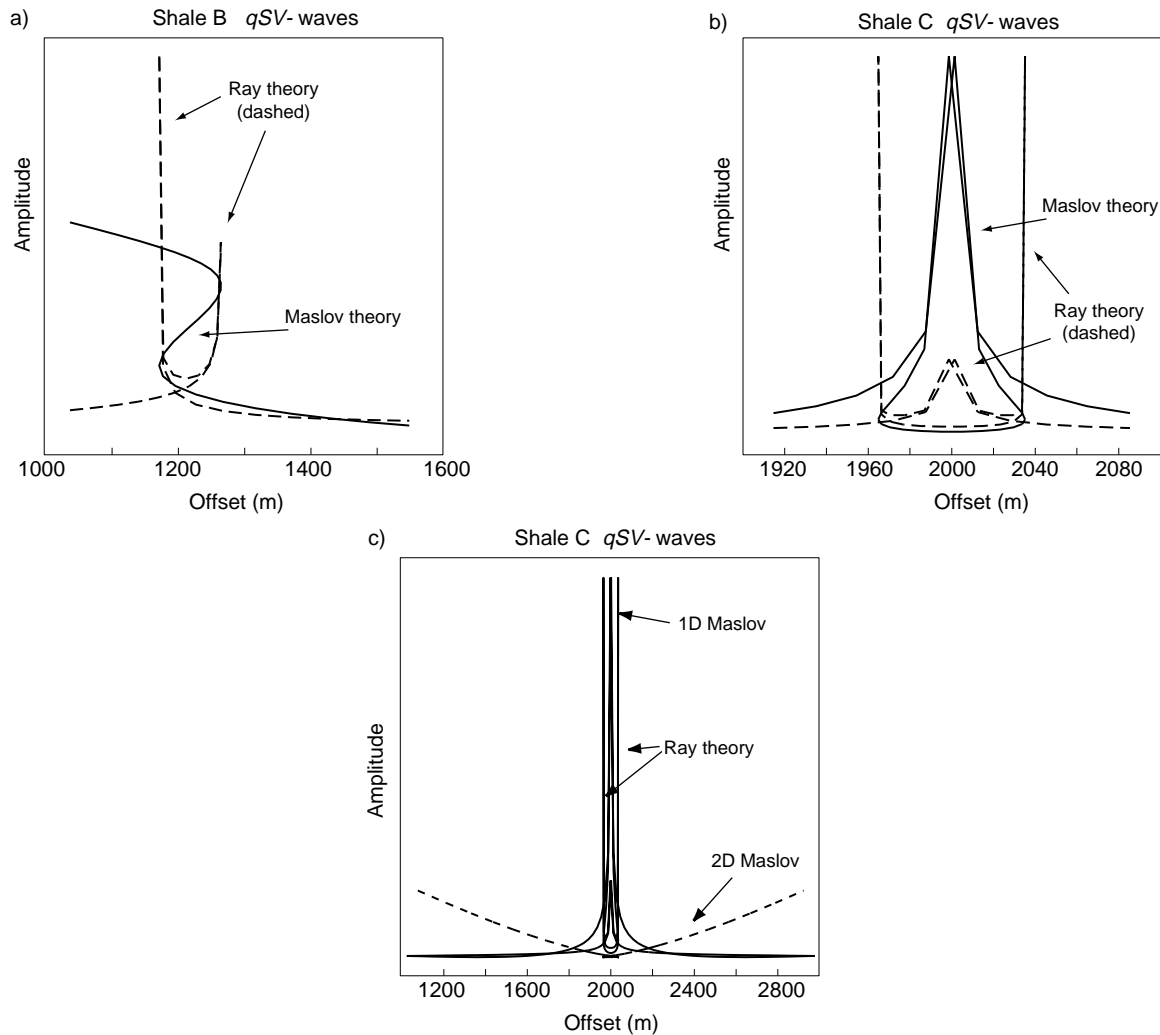 a)
Shale B qSV- waves
Ray theory
(dashed)
Maslov theory
Amplitude
1000 1200 1400 1600
Offset (m)
b)
Shale C qSV- waves
Maslov theory
Ray theory
(dashed)
Amplitude
1920 1960 2000 2040 2080
Offset (m)
c)
Shale C qSV- waves
1D Maslov
Ray theory
2D Maslov
Amplitude
1200 1600 2000 2400 2800
Offset (m)